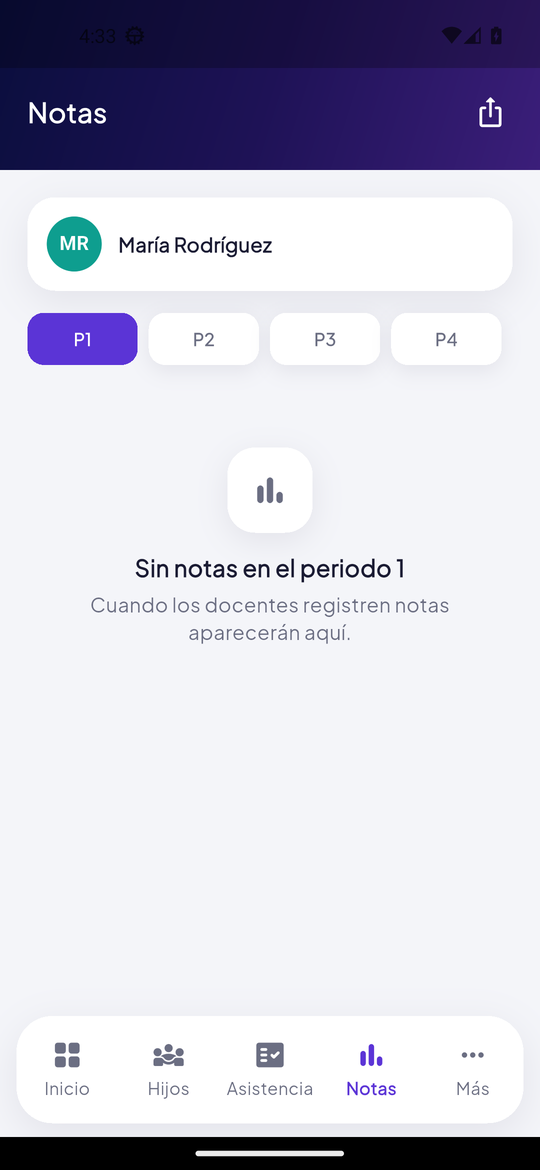 4:33
Notas
MR
María Rodríguez
P1
P2
P3
P4
Sin notas en el periodo 1
Cuando los docentes registren notas
aparecerán aquí.
Inicio
Hijos
Asistencia
Notas
Más